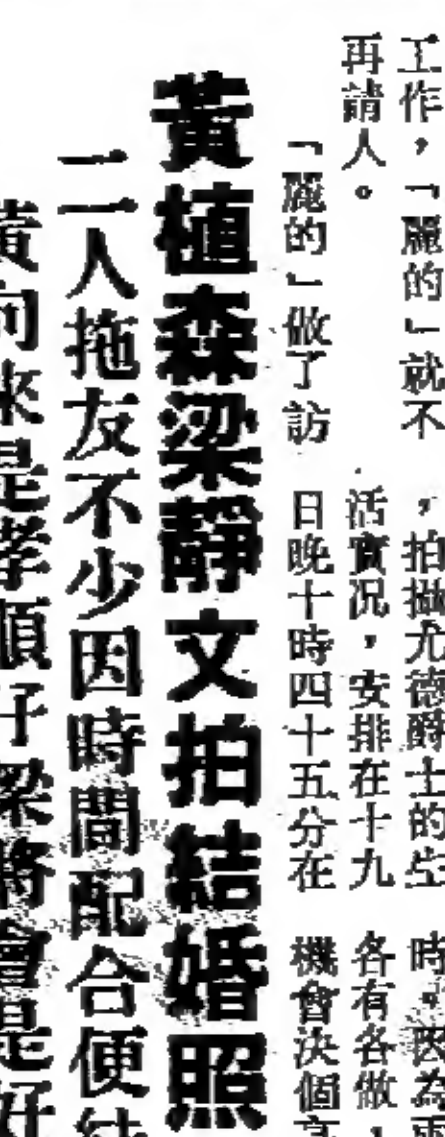 工作，「麗的」就不
再請人。
「麗的」做了訪
，拍攝尤德爵士的生
活實況，安排在十九
日晚十時四十五分在
時。因為
各有各做，
機會決個
黃植森梁靜文拍結婚照
二人拖友不少因時間配合便結
黃向來是孝順仔梁將會是好